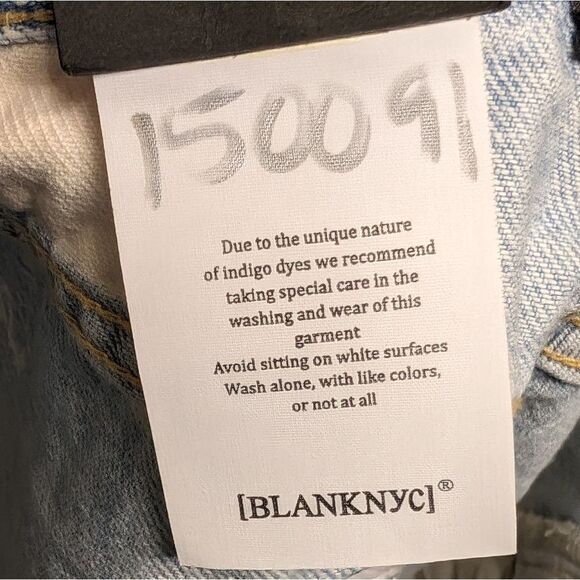 150091
Due to the unique nature
of indigo dyes we recommend
taking special care in the
washing and wear of this
garment
Avoid sitting on white surfaces
Wash alone, with like colors,
or not at all
[BLANKNYC]®